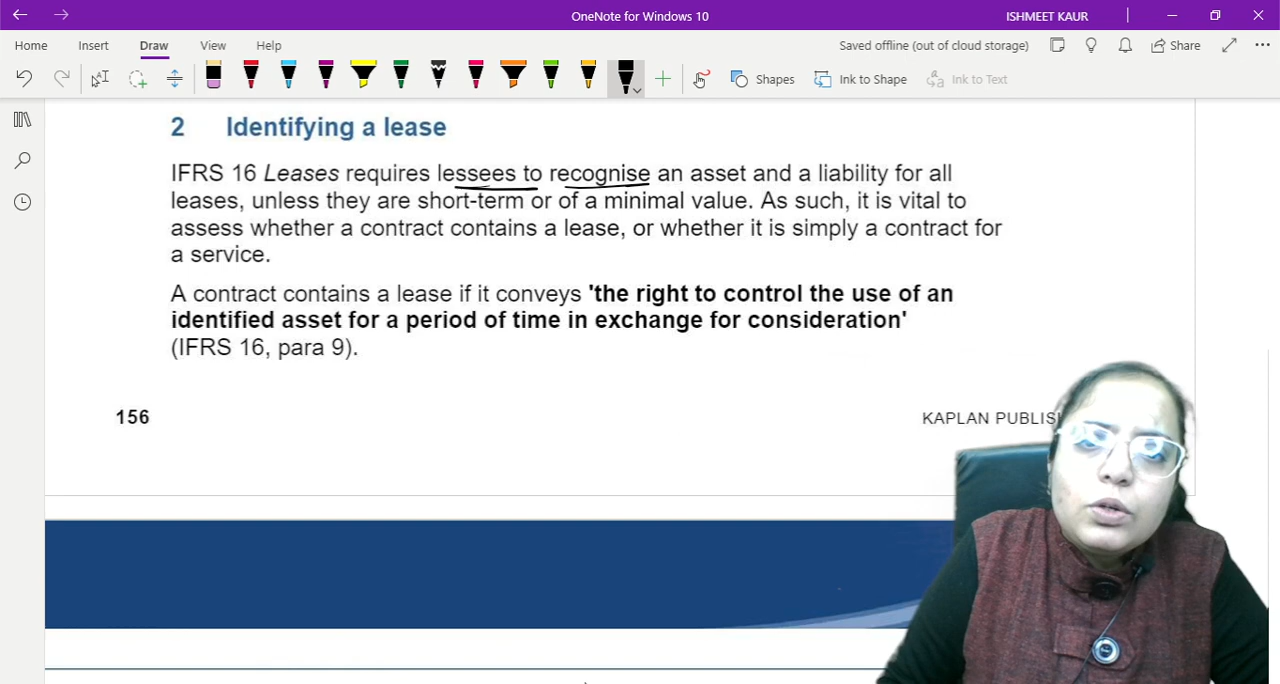 OneNote for Windows 10
ISHMEET KAUR
Home Insert Draw View Help
Saved offline (out of cloud storage)
Share
Shapes
Ink to Shape
Ink to Text
2 Identifying a lease
IFRS 16 Leases requires lessees to recognise an asset and a liability for all
leases, unless they are short-term or of a minimal value. As such, it is vital to
assess whether a contract contains a lease, or whether it is simply a contract for
a service.
A contract contains a lease if it conveys 'the right to control the use of an
identified asset for a period of time in exchange for consideration'
(IFRS 16, para 9).
156
KAPLAN